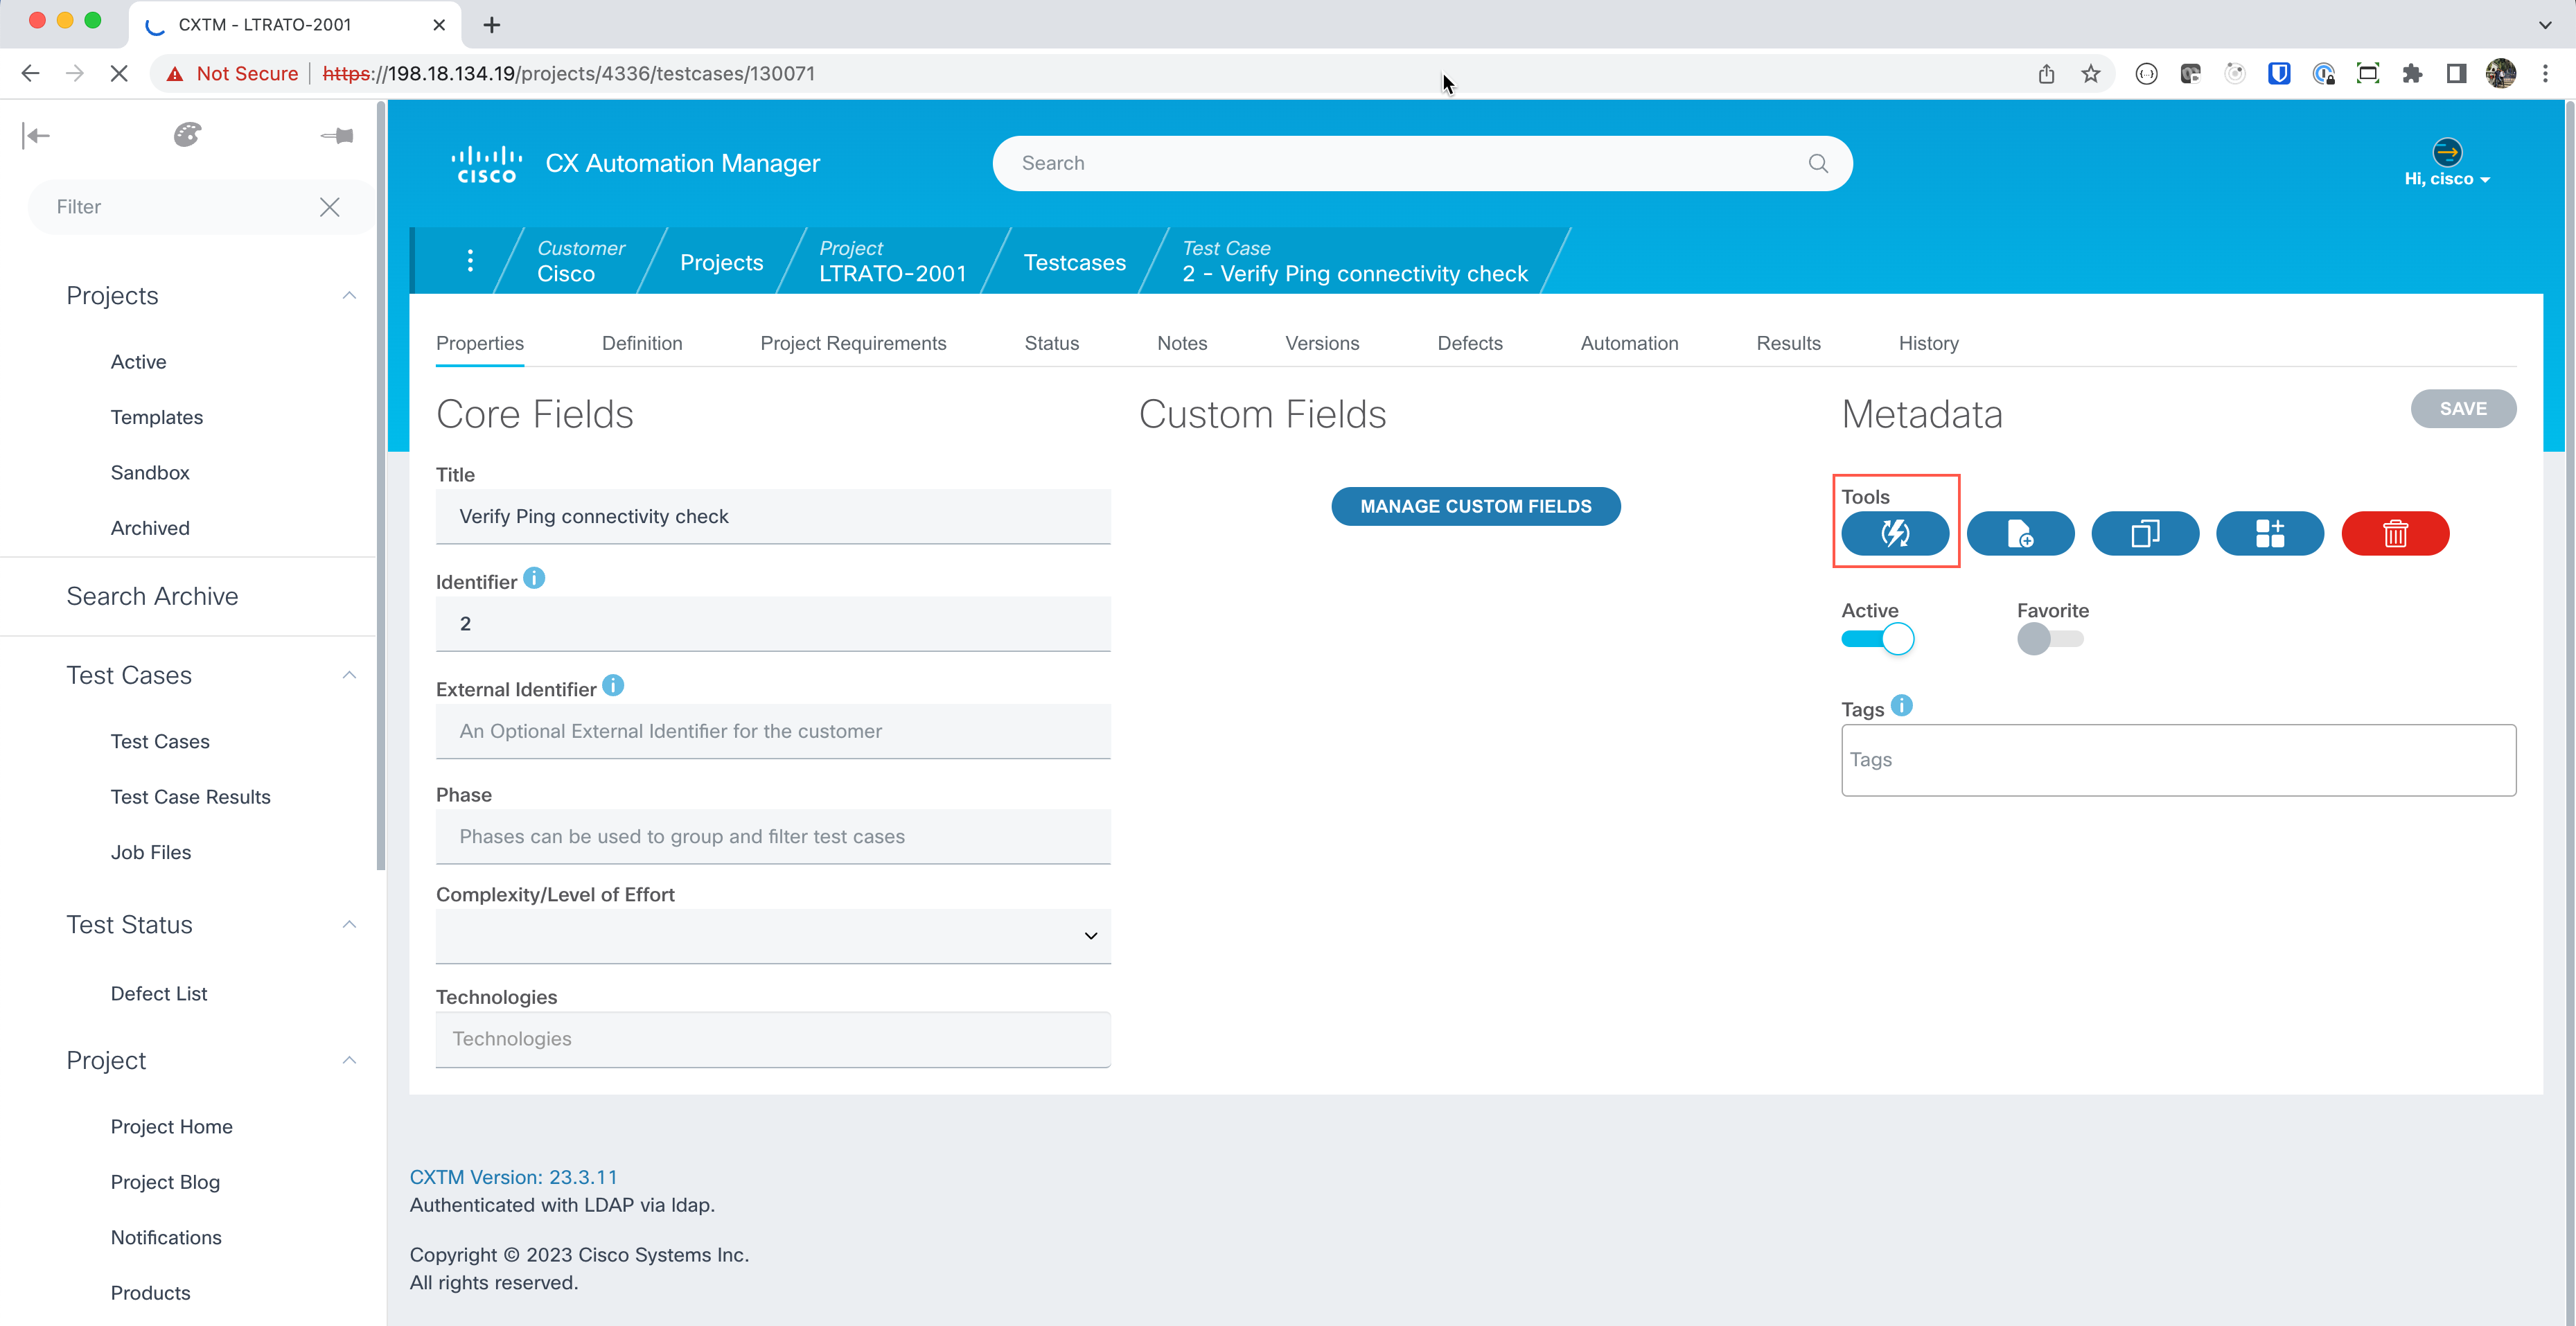 CXTM - LTRATO-2001
Not Secure https://198.18.134.19/projects/4336/testcases/130071
Filter
Projects
Active
Templates
Sandbox
Archived
Search Archive
Test Cases
Test Cases
Test Case Results
Job Files
Test Status
Defect List
Project
Project Home
Project Blog
Notifications
Products
CISCO
CX Automation Manager
Search
Hi, cisco
Customer
Cisco
Projects
Project
LTRATO-2001
Testcases
Test Case
2 - Verify Ping connectivity check
Properties Definition Project Requirements Status Notes Versions Defects Automation Results History
Core Fields
Title
Verify Ping connectivity check
Identifier
2
External Identifier
An Optional External Identifier for the customer
Phase
Phases can be used to group and filter test cases
Complexity/Level of Effort
Technologies
Technologies
Custom Fields
MANAGE CUSTOM FIELDS
Metadata
SAVE
Tools
Active
Favorite
Tags
Tags
CXTM Version: 23.3.11
Authenticated with LDAP via ldap.
Copyright © 2023 Cisco Systems Inc.
All rights reserved.